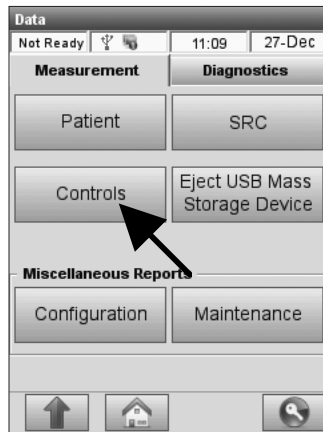 Data
Not Ready 11:09 27-Dec
Measurement Diagnostics
Patient SRC
Controls Eject USB Mass
Storage Device
Miscellaneous Reports
Configuration Maintenance